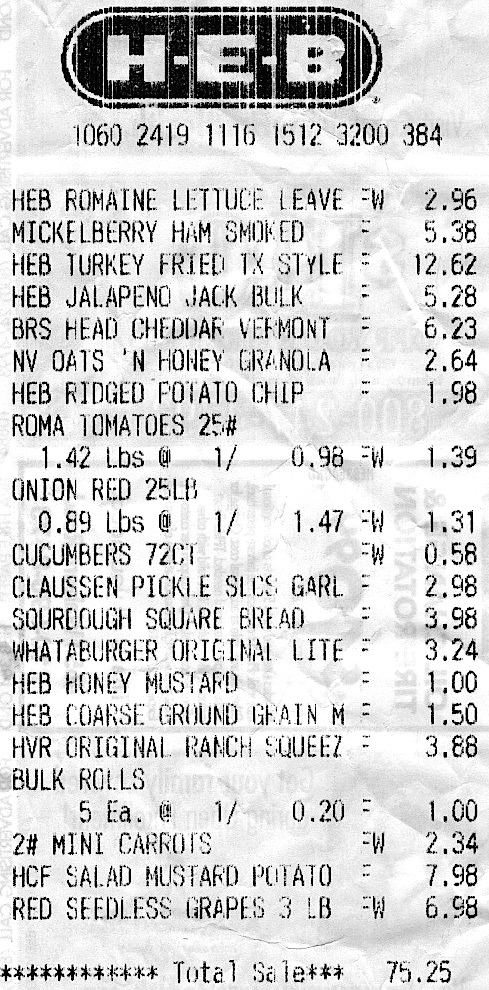 H-E-B
1060 2419 1116 1512 3200 384
HEB ROMAINE LETTUCE LEAVE FW 2.96
MICKELBERRY HAM SMOKED F 5.38
HEB TURKEY FRIED TX STYLE F 12.62
HEB JALAPENO JACK BULK F 5.28
BRS HEAD CHEDDAR VERMONT F 6.23
NV OATS 'N HONEY GRANOLA F 2.64
HEB RIDGED POTATO CHIP F 1.98
ROMA TOMATOES 25#
1.42 Lbs @ 1/ 0.98 FW 1.39
ONION RED 25LB
0.89 Lbs @ 1/ 1.47 FW 1.31
CUCUMBERS 72CT FW 0.58
CLAUSSEN PICKLE SLCS GARL F 2.98
SOURDOUGH SQUARE BREAD F 3.98
WHATABURGER ORIGINAL LITE F 3.24
HEB HONEY MUSTARD F 1.00
HEB COARSE GROUND GRAIN M F 1.50
HVR ORIGINAL RANCH SQUEEZ F 3.88
BULK ROLLS
5 Ea. @ 1/ 0.20 F 1.00
2# MINI CARROTS FW 2.34
HCF SALAD MUSTARD POTATO F 7.98
RED SEEDLESS GRAPES 3 LB FW 6.98
************ Total Sale*** 75.25